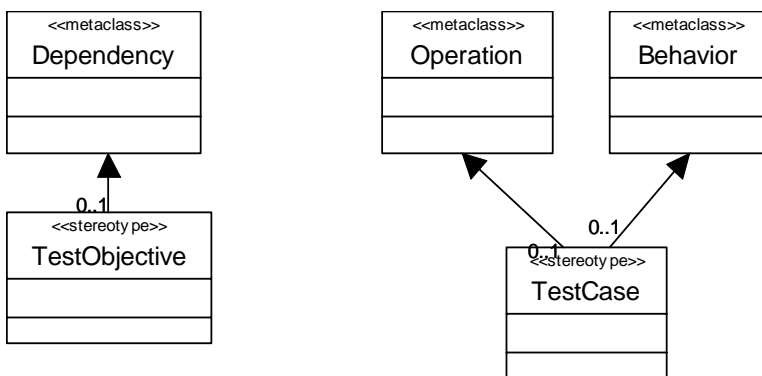 <<metaclass>>
Dependency
<<metaclass>>
Operation
<<metaclass>>
Behavior
0..1
<<stereotype>>
TestObjective
0..1
0..1
<<stereotype>>
TestCase